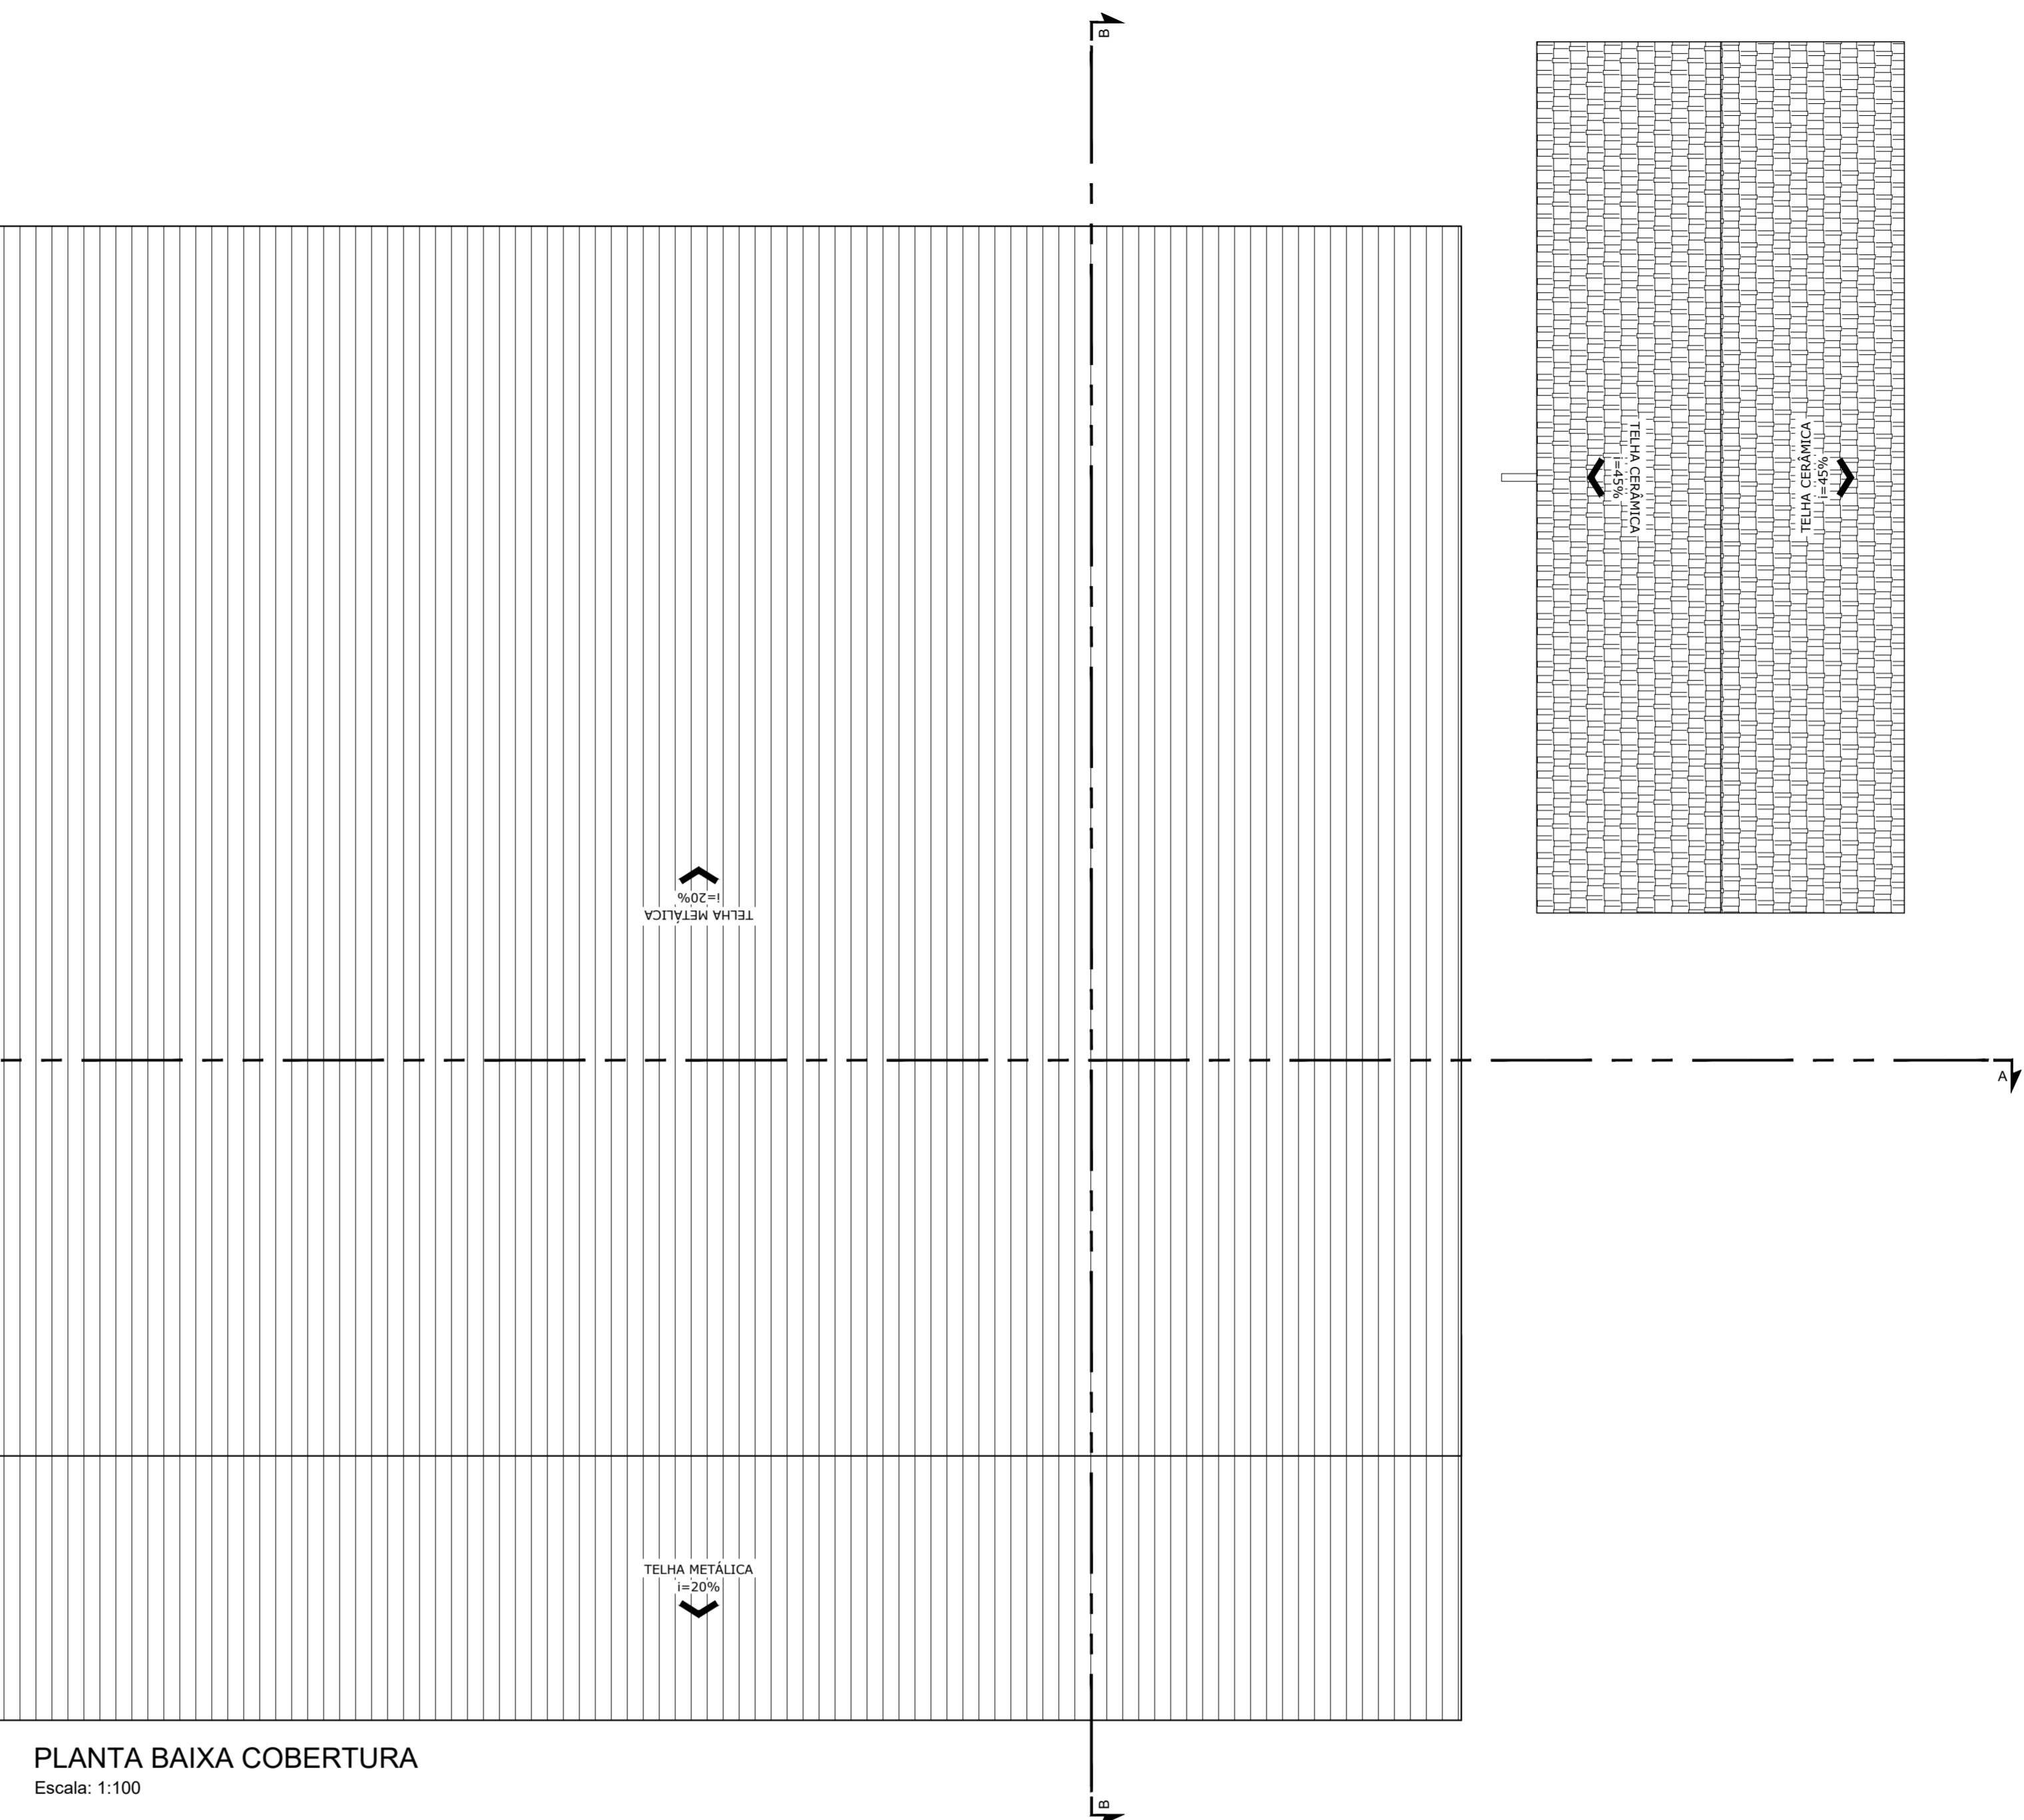 B
TELHA CERÂMICA
i=45%
TELHA CERÂMICA
i=45%
i=20%
TELHA METÁLICA
A
TELHA METÁLICA
i=20%
PLANTA BAIXA COBERTURA
Escala: 1:100
B